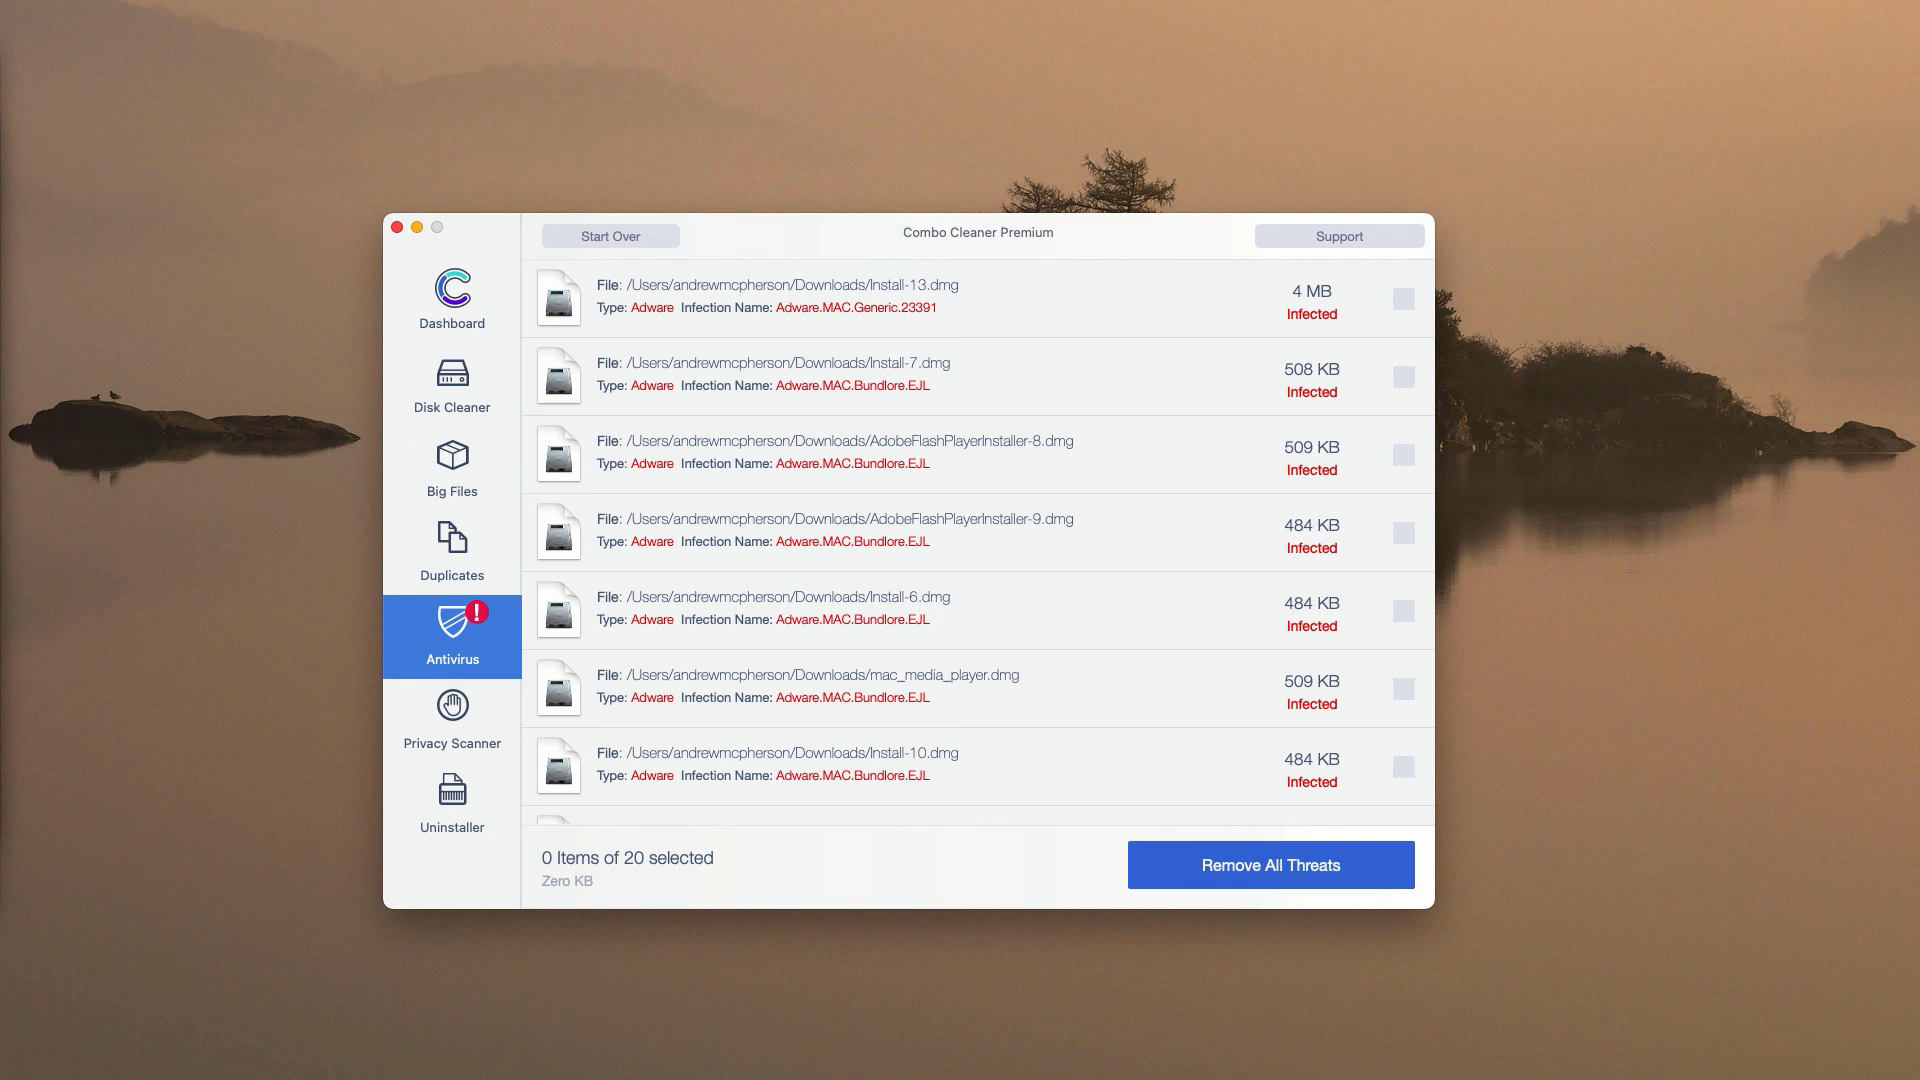 Start Over
Combo Cleaner Premium
Support
Dashboard
Disk Cleaner
Big Files
Duplicates
!
Antivirus
Privacy Scanner
Uninstaller
File: /Users/andrewmcpherson/Downloads/Install-13.dmg
Type: Adware Infection Name: Adware.MAC.Generic.23391
4 MB
Infected
File: /Users/andrewmcpherson/Downloads/Install-7.dmg
Type: Adware Infection Name: Adware.MAC.Bundlore.EJL
508 KB
Infected
File: /Users/andrewmcpherson/Downloads/AdobeFlashPlayerInstaller-8.dmg
Type: Adware Infection Name: Adware.MAC.Bundlore.EJL
509 KB
Infected
File: /Users/andrewmcpherson/Downloads/AdobeFlashPlayerInstaller-9.dmg
Type: Adware Infection Name: Adware.MAC.Bundlore.EJL
484 KB
Infected
File: /Users/andrewmcpherson/Downloads/Install-6.dmg
Type: Adware Infection Name: Adware.MAC.Bundlore.EJL
484 KB
Infected
File: /Users/andrewmcpherson/Downloads/mac_media_player.dmg
Type: Adware Infection Name: Adware.MAC.Bundlore.EJL
509 KB
Infected
File: /Users/andrewmcpherson/Downloads/Install-10.dmg
Type: Adware Infection Name: Adware.MAC.Bundlore.EJL
484 KB
Infected
0 Items of 20 selected
Zero KB
Remove All Threats